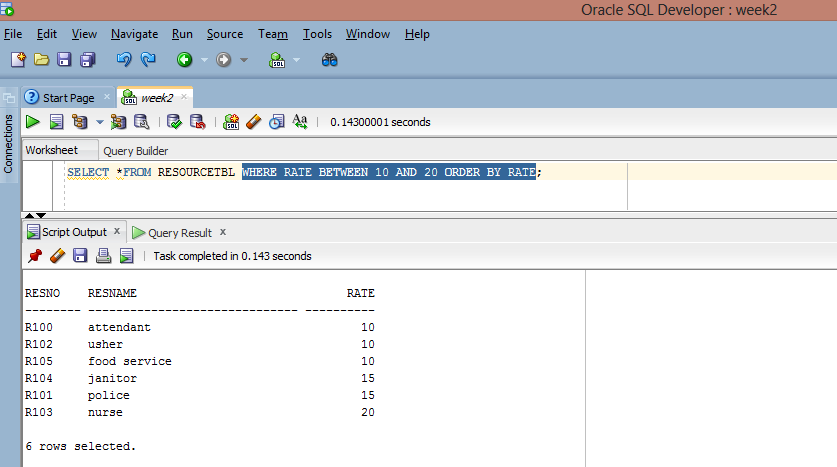 Oracle SQL Developer : week2
File Edit View Navigate Run Source Team Tools Window Help
SQL
Start Page week2
SQL Aa 0.14300001 seconds
Connections
Worksheet Query Builder
SELECT *FROM RESOURCETBL WHERE RATE BETWEEN 10 AND 20 ORDER BY RATE;
Script Output x Query Result x
Task completed in 0.143 seconds
RESNO RESNAME RATE
-------- ------------------------------ ----------
R100 attendant 10
R102 usher 10
R105 food service 10
R104 janitor 15
R101 police 15
R103 nurse 20
6 rows selected.